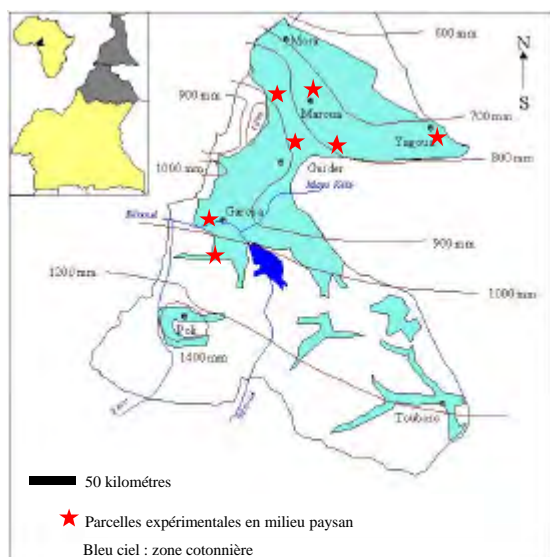 600 mm
N
Mora
S
900 mm
Maroua
700 mm
Yagoua
800 mm
1000 mm
Guider
Mayo Kébi
Bénoué
Garoua
900 mm
1200 mm
1000 mm
Poli
1400 mm
Touboro
50 kilométres
Parcelles expérimentales en milieu paysan
Bleu ciel : zone cotonnière